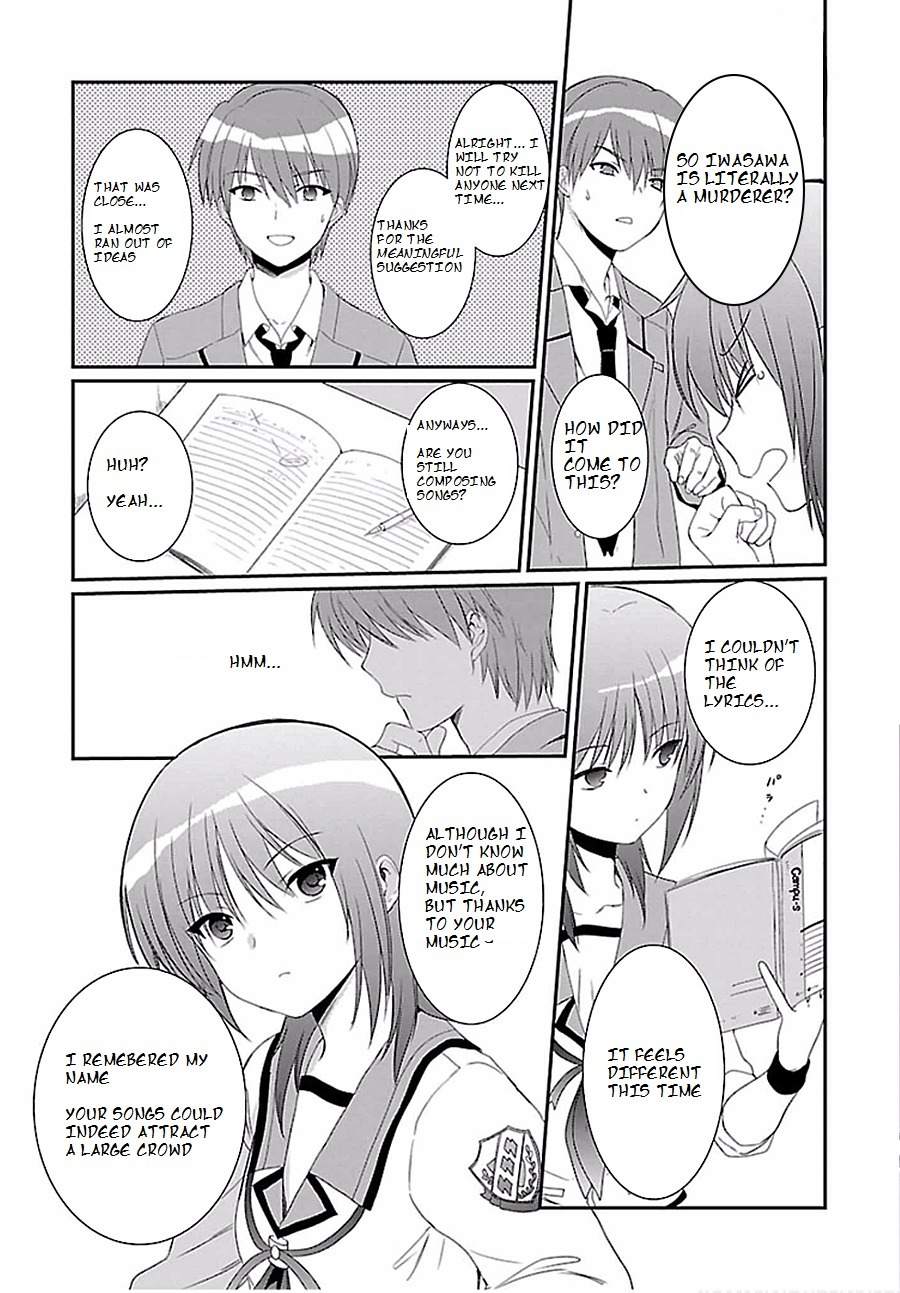 SO IWASAWA
IS LITERALLY
A MURDERER?
HOW DID
IT
COME TO
THIS?
ALRIGHT... I
WILL TRY
NOT TO KILL
ANYONE NEXT
TIME...
THANKS
FOR THE
MEANINGFUL
SUGGESTION
THAT WAS
CLOSE...
I ALMOST
RAN OUT OF
IDEAS
ANYWAYS...
ARE YOU
STILL
COMPOSING
SONGS?
HUH?
YEAH...
I COULDN'T
THINK OF
THE
LYRICS...
パラ
Campu-s
IT FEELS
DIFFERENT
THIS TIME
HMM...
ALTHOUGH I
DON'T KNOW
MUCH ABOUT
MUSIC,
BUT THANKS
TO YOUR
MUSIC ~
I REMEBERED MY
NAME
YOUR SONGS COULD
INDEED ATTRACT
A LARGE CROWD